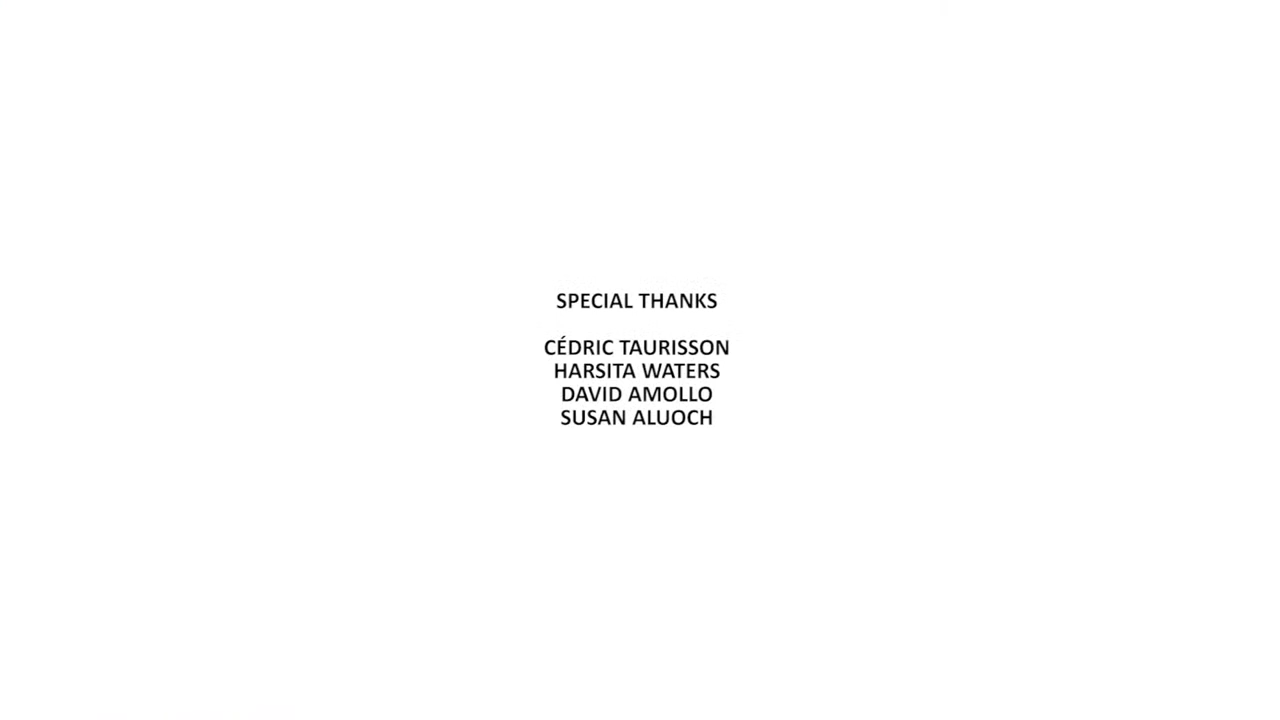 SPECIAL THANKS
CÉDRIC TAURISSON
HARSITA WATERS
DAVID AMOLLO
SUSAN ALUOCH